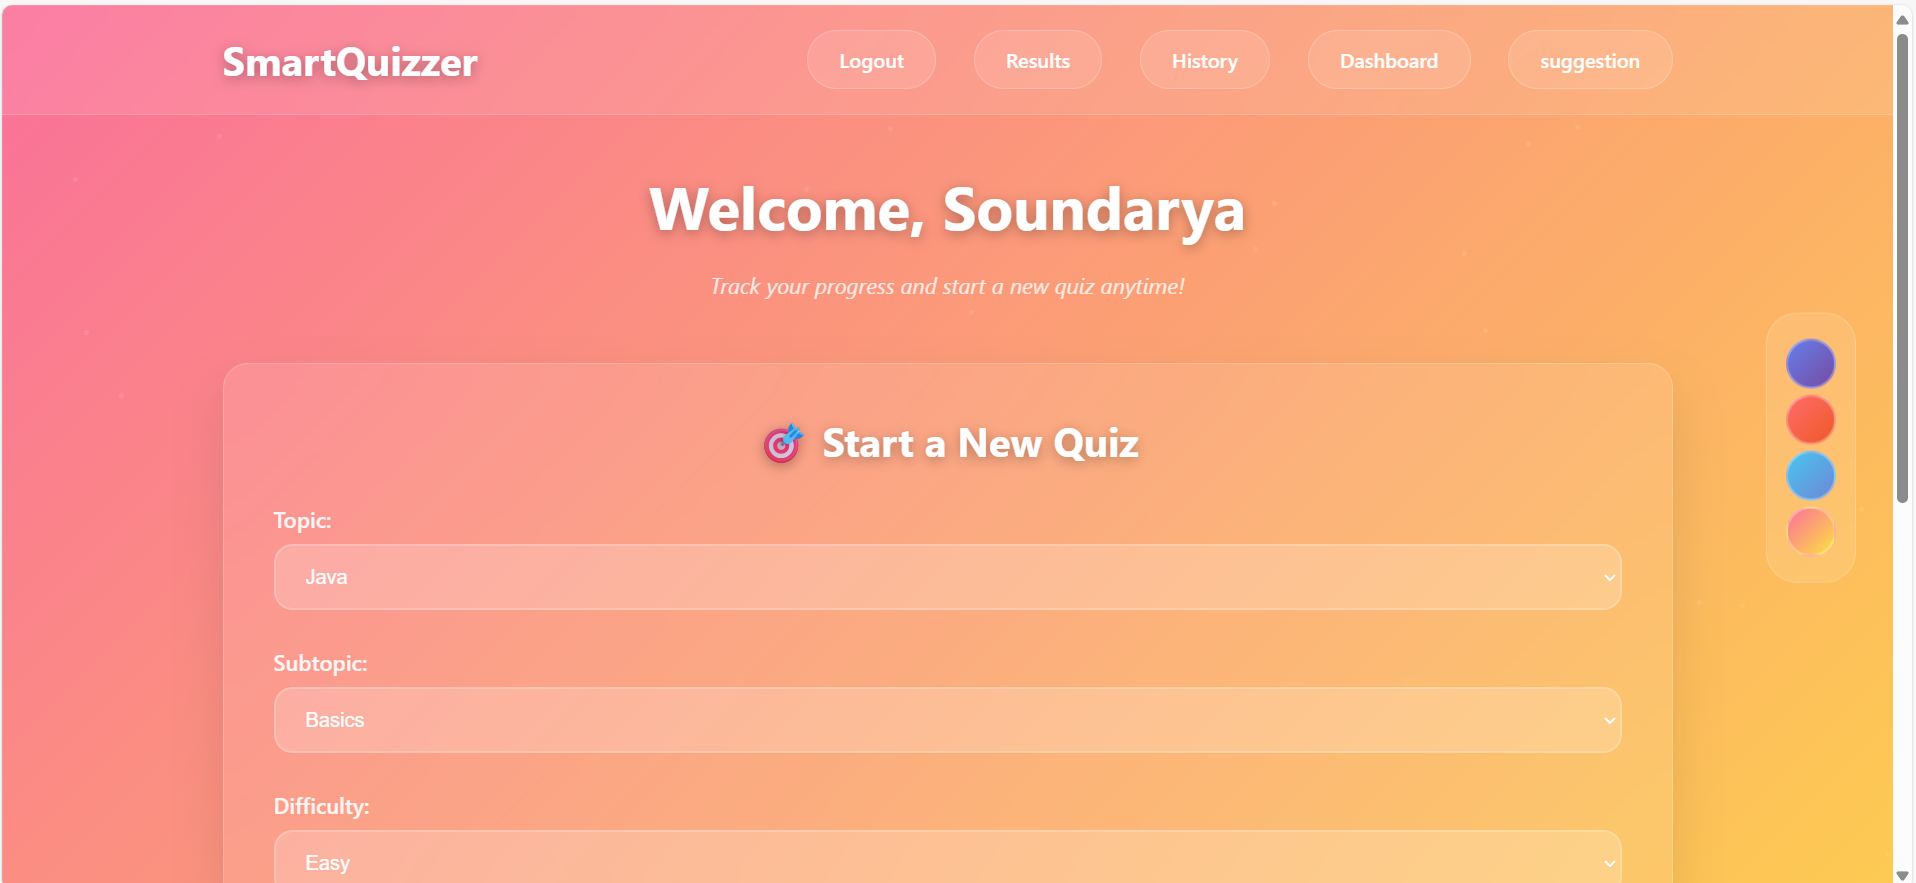 SmartQuizzer
Logout Results History Dashboard suggestion
Welcome, Soundarya
Track your progress and start a new quiz anytime!
Start a New Quiz
Topic:
Java
Subtopic:
Basics
Difficulty:
Easy